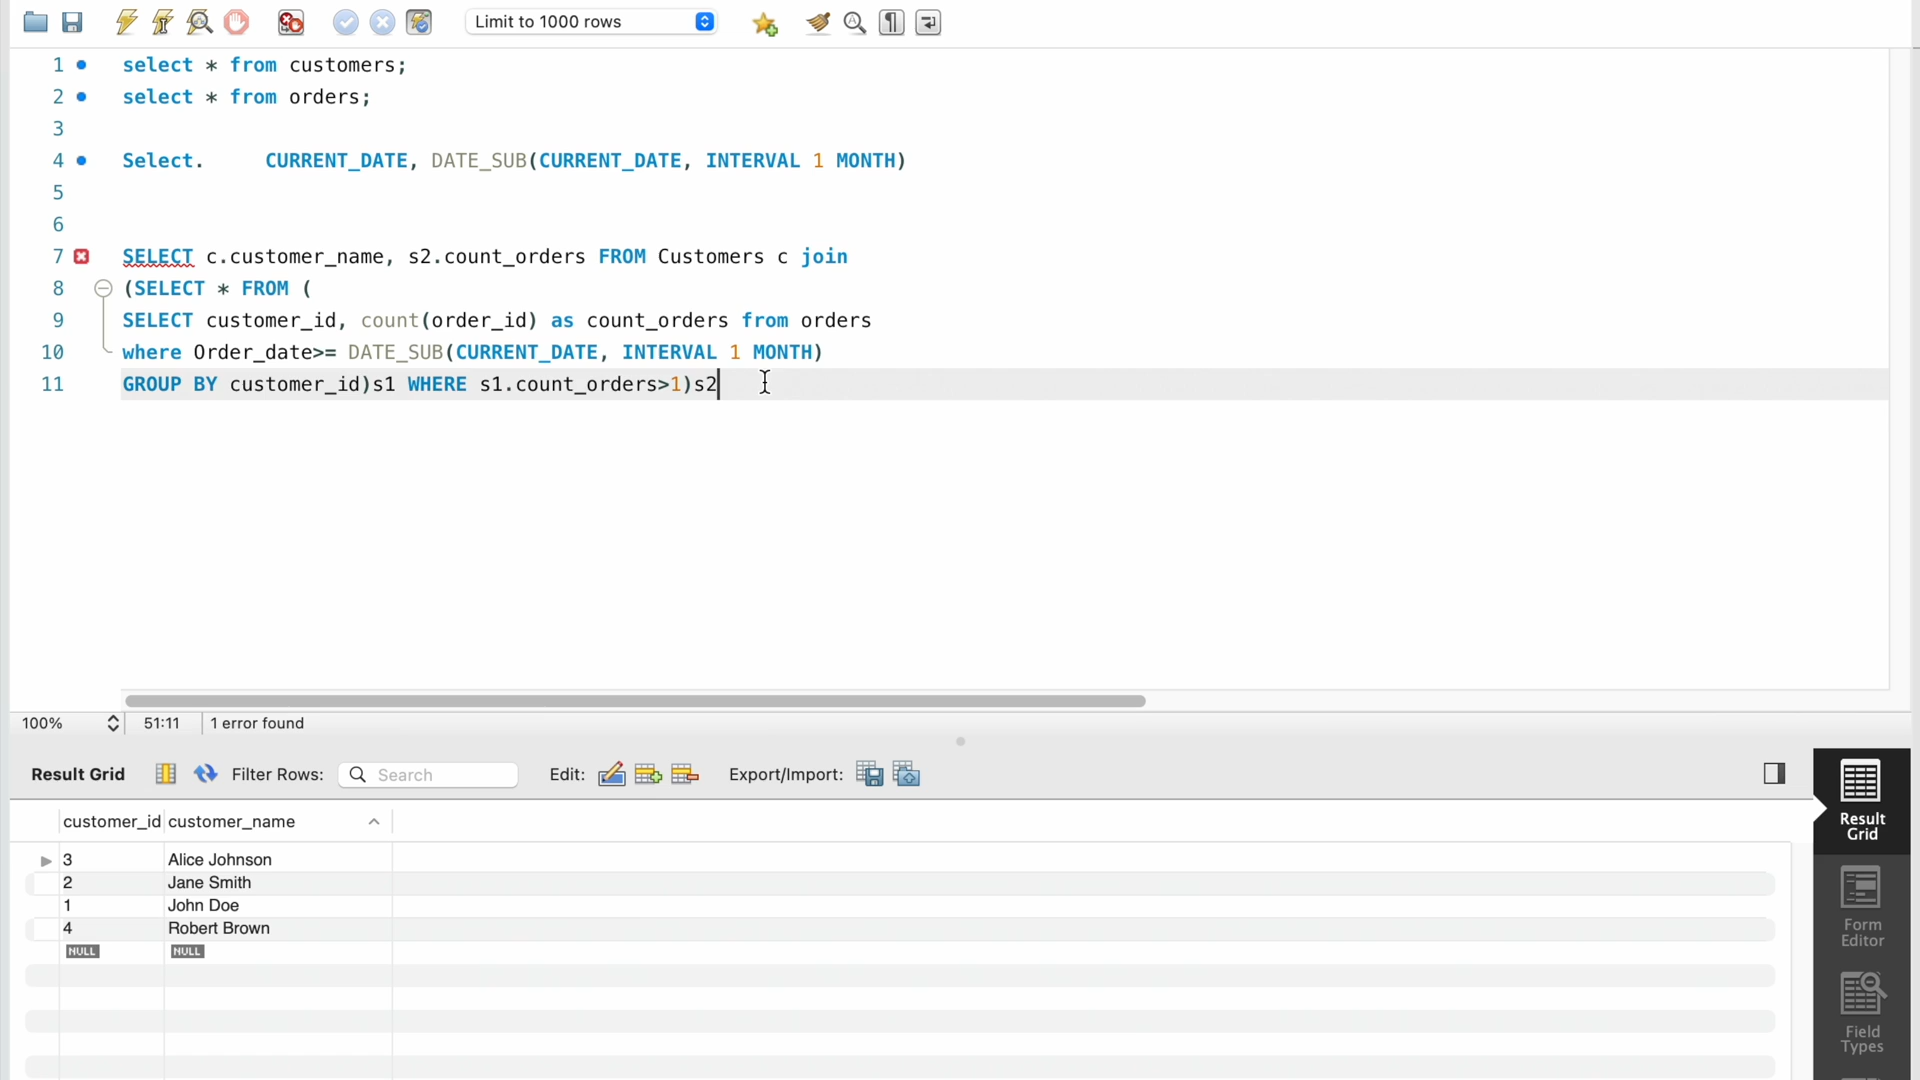 Limit to 1000 rows
1 select * from customers;
2 select * from orders;
3
4 Select. CURRENT_DATE, DATE_SUB(CURRENT_DATE, INTERVAL 1 MONTH)
5
6
7 SELECT c.customer_name, s2.count_orders FROM Customers c join
8 (SELECT * FROM (
9 SELECT customer_id, count(order_id) as count_orders from orders
10 where Order_date>= DATE_SUB(CURRENT_DATE, INTERVAL 1 MONTH)
11 GROUP BY customer_id)s1 WHERE s1.count_orders>1)s2
100% 51:11 1 error found
Result Grid Filter Rows: Search Edit: Export/Import:
customer_id customer_name
3 Alice Johnson
2 Jane Smith
1 John Doe
4 Robert Brown
NULL NULL
Result
Grid
Form
Editor
Field
Types